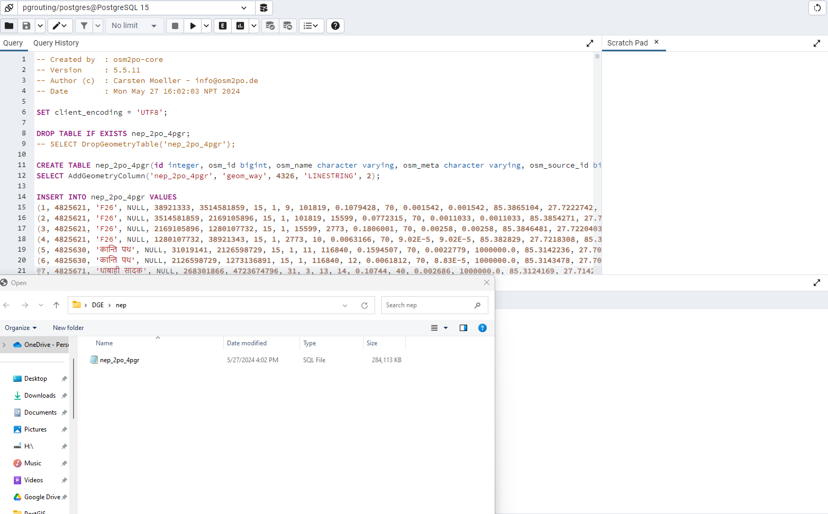 pgrouting/postgres@PostgreSQL 15
No limit
Query Query History
Scratch Pad ×
1 -- Created by : osm2po-core
2 -- Version : 5.5.11
3 -- Author (c) : Carsten Moeller - info@osm2po.de
4 -- Date : Mon May 27 16:02:03 NPT 2024
5
6 SET client_encoding = 'UTF8';
7
8 DROP TABLE IF EXISTS nep_2po_4pgr;
9 -- SELECT DropGeometryTable('nep_2po_4pgr');
10
11 CREATE TABLE nep_2po_4pgr(id integer, osm_id bigint, osm_name character varying, osm_meta character varying, osm_source_id bi
12 SELECT AddGeometryColumn('nep_2po_4pgr', 'geom_way', 4326, 'LINESTRING', 2);
13
14 INSERT INTO nep_2po_4pgr VALUES
15 (1, 4825621, 'F26', NULL, 38921333, 3514581859, 15, 1, 9, 101819, 0.1079428, 70, 0.001542, 0.001542, 85.3865104, 27.7222742,
16 (2, 4825621, 'F26', NULL, 3514581859, 2169105896, 15, 1, 101819, 15599, 0.0772315, 70, 0.0011033, 0.0011033, 85.3854271, 27.7
17 (3, 4825621, 'F26', NULL, 2169105896, 1280107732, 15, 1, 15599, 2773, 0.1806001, 70, 0.00258, 0.00258, 85.3846481, 27.7220403
18 (4, 4825621, 'F26', NULL, 1280107732, 38921343, 15, 1, 2773, 10, 0.0063166, 70, 9.02E-5, 9.02E-5, 85.382829, 27.7218308, 85.3
19 (5, 4825630, 'कान्ति पथ', NULL, 31019141, 2126598729, 15, 1, 11, 116840, 0.1594507, 70, 0.0022779, 1000000.0, 85.3142236, 27.70
20 (6, 4825630, 'कान्ति पथ', NULL, 2126598729, 1273136891, 15, 1, 116840, 12, 0.0061812, 70, 8.83E-5, 1000000.0, 85.3143478, 27.70
21 (7, 4825671, 'धोबीघाट सडक', NULL, 268301866, 4723674796, 31, 3, 13, 14, 0.10744, 40, 0.002686, 1000000.0, 85.3124169, 27.7142
Open
DGE › nep
Search nep
Organize New folder
Name Date modified Type Size
nep_2po_4pgr 5/27/2024 4:02 PM SQL File 284,113 KB
OneDrive - Perso
Desktop
Downloads
Documents
Pictures
H:\
Music
Videos
Google Drive
PostGIS